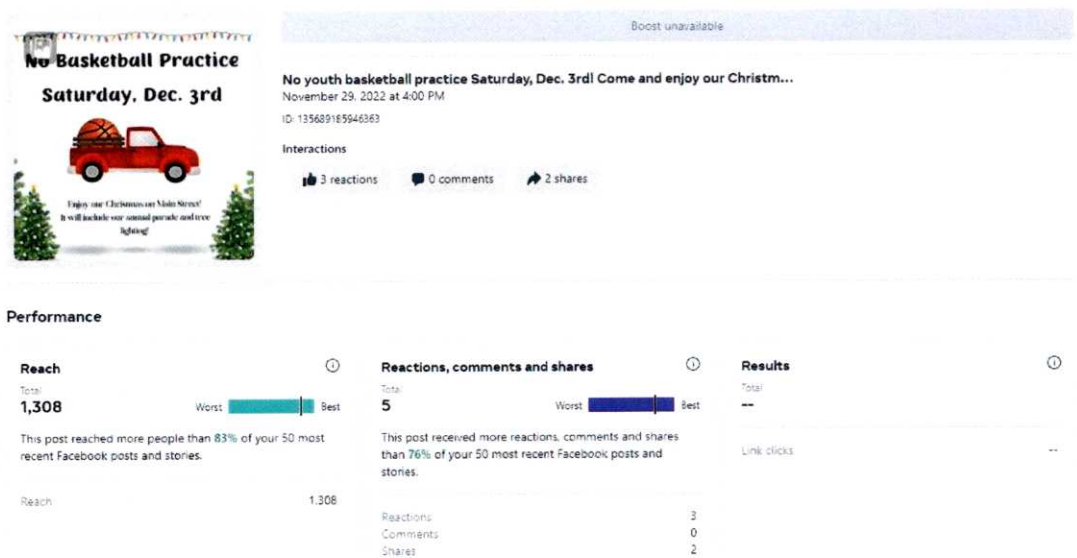 Boost unavailable
No Basketball Practice
Saturday, Dec. 3rd
Enjoy our Christmas on Main Street!
It will include our annual parade and tree
lighting!
No youth basketball practice Saturday, Dec. 3rd! Come and enjoy our Christm...
November 29, 2022 at 4:00 PM
ID: 135689185946363
Interactions
3 reactions 0 comments 2 shares
Performance
Reach
Total
1,308
Worst Best
This post reached more people than 83% of your 50 most
recent Facebook posts and stories.
Reach 1,308
Reactions, comments and shares
Total
5
Worst Best
This post received more reactions, comments and shares
than 76% of your 50 most recent Facebook posts and
stories.
Reactions 3
Comments 0
Shares 2
Results
Total
--
Link clicks --